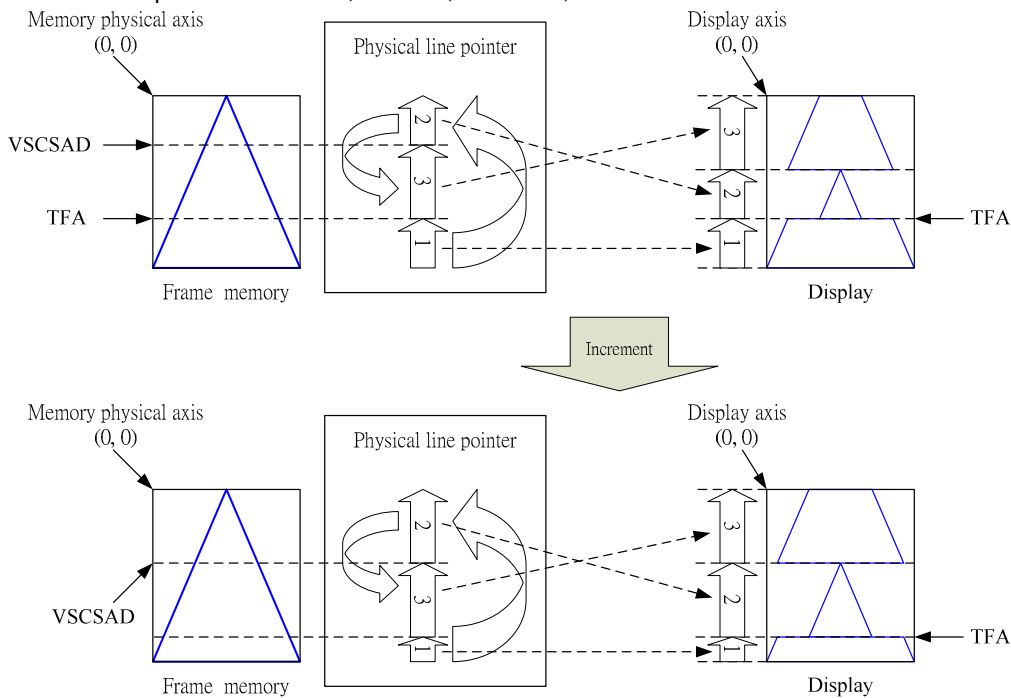 Memory physical axis
(0, 0)
Physical line pointer
Display axis
(0, 0)
VSCSAD
TFA
2
3
1
3
2
1
TFA
Frame memory
Display
Increment
Memory physical axis
(0, 0)
Physical line pointer
Display axis
(0, 0)
VSCSAD
2
3
1
3
2
1
TFA
Frame memory
Display